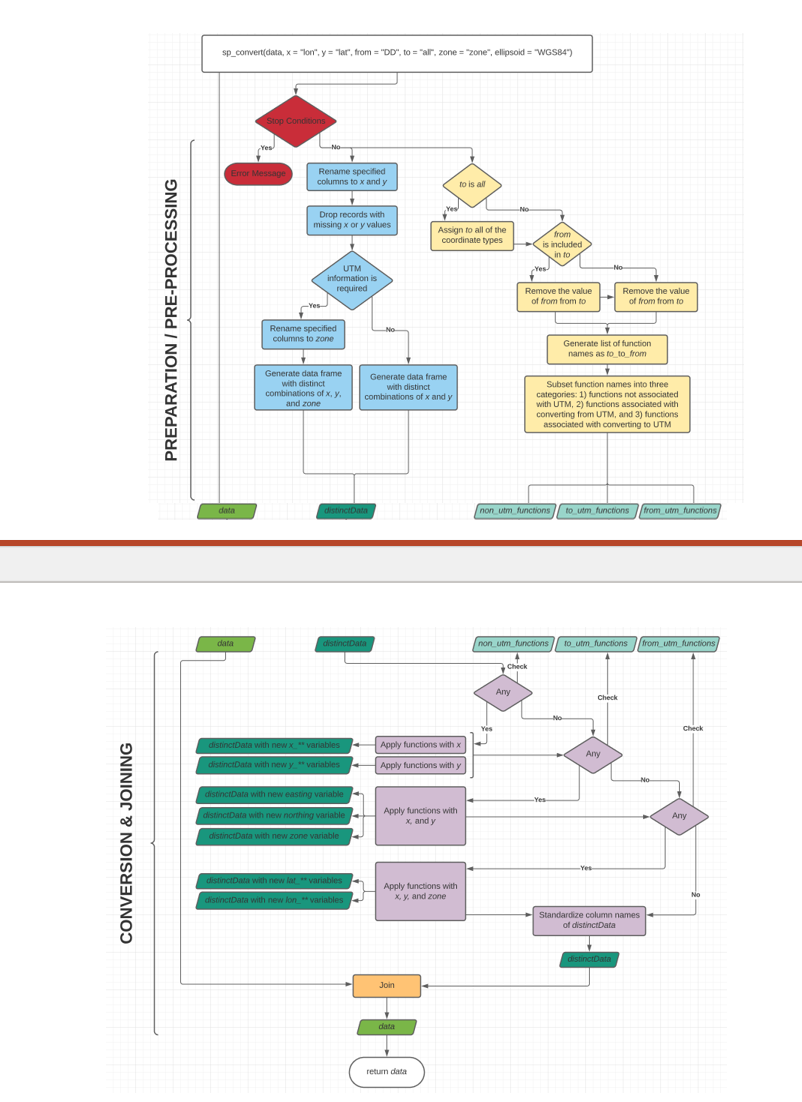 sp_convert(data, x = "lon", y = "lat", from = "DD", to = "all", zone = "zone", ellipsoid = "WGS84")
PREPARATION / PRE-PROCESSING
Stop Conditions
Yes
No
Error Message
Rename specified
columns to x and y
Drop records with
missing x or y values
UTM
information is
required
Yes
No
Rename specified
columns to zone
Generate data frame
with distinct
combinations of x, y,
and zone
Generate data frame
with distinct
combinations of x and y
to is all
Yes
No
Assign to all of the
coordinate types
from
is included
in to
Yes
No
Remove the value
of from from to
Remove the value
of from from to
Generate list of function
names as to_to_from
Subset function names into three
categories: 1) functions not associated
with UTM, 2) functions associated with
converting from UTM, and 3) functions
associated with converting to UTM
data
distinctData
non_utm_functions
to_utm_functions
from_utm_functions
CONVERSION & JOINING
data
distinctData
non_utm_functions
to_utm_functions
from_utm_functions
Check
Any
Check
Yes
No
Check
distinctData with new x_** variables
Apply functions with x
Any
distinctData with new y_** variables
Apply functions with y
No
distinctData with new easting variable
Yes
distinctData with new northing variable
Apply functions with
x, and y
Any
distinctData with new zone variable
Yes
distinctData with new lat_** variables
Apply functions with
x, y, and zone
distinctData with new lon_** variables
No
Standardize column names
of distinctData
distinctData
Join
data
return data